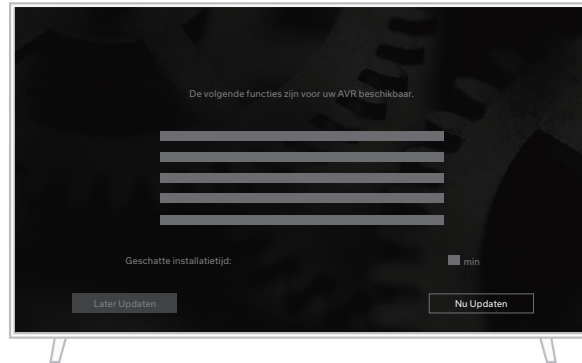 De volgende functies zijn voor uw AVR beschikbaar.
Geschatte installatietijd: min
Later Updaten Nu Updaten